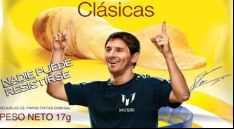 Clásicas
NADIE PUEDE
RESISTIRSE
PESO NETO 17g